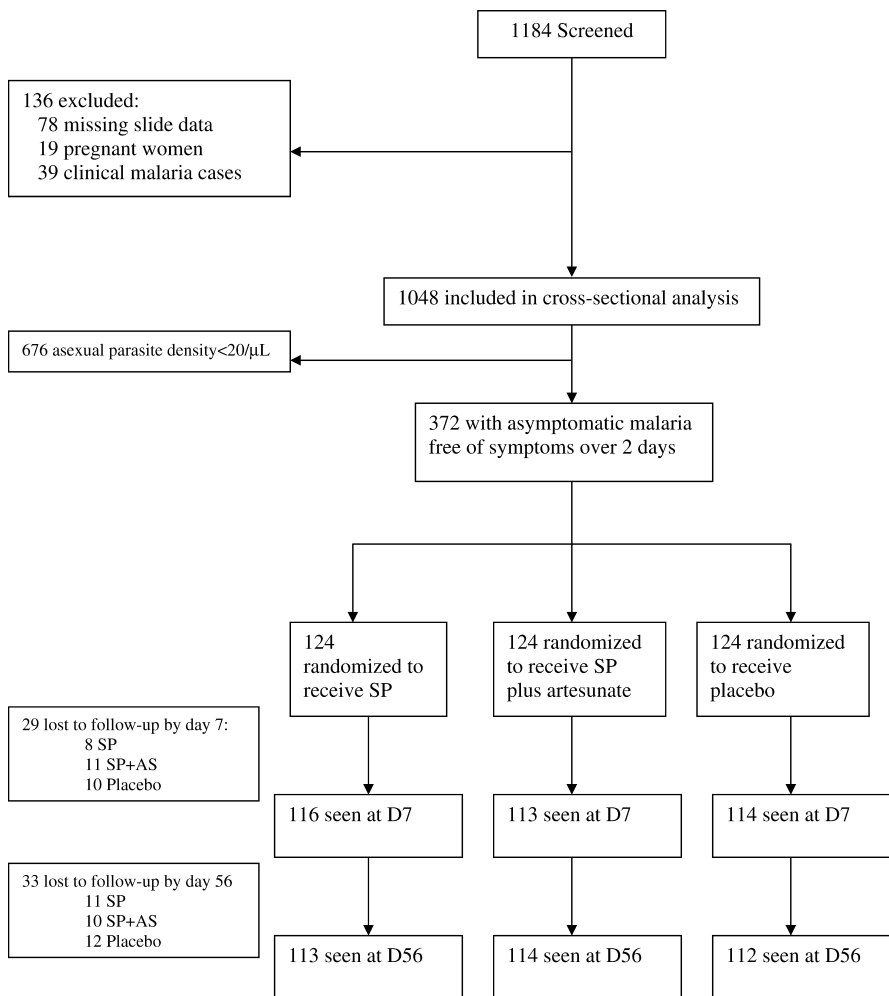 1184 Screened
136 excluded:
78 missing slide data
19 pregnant women
39 clinical malaria cases
1048 included in cross-sectional analysis
676 asexual parasite density<20/μL
372 with asymptomatic malaria
free of symptoms over 2 days
124
randomized to
receive SP
124 randomized
to receive SP
plus artesunate
124 randomized
to receive
placebo
29 lost to follow-up by day 7:
8 SP
11 SP+AS
10 Placebo
116 seen at D7
113 seen at D7
114 seen at D7
33 lost to follow-up by day 56
11 SP
10 SP+AS
12 Placebo
113 seen at D56
114 seen at D56
112 seen at D56